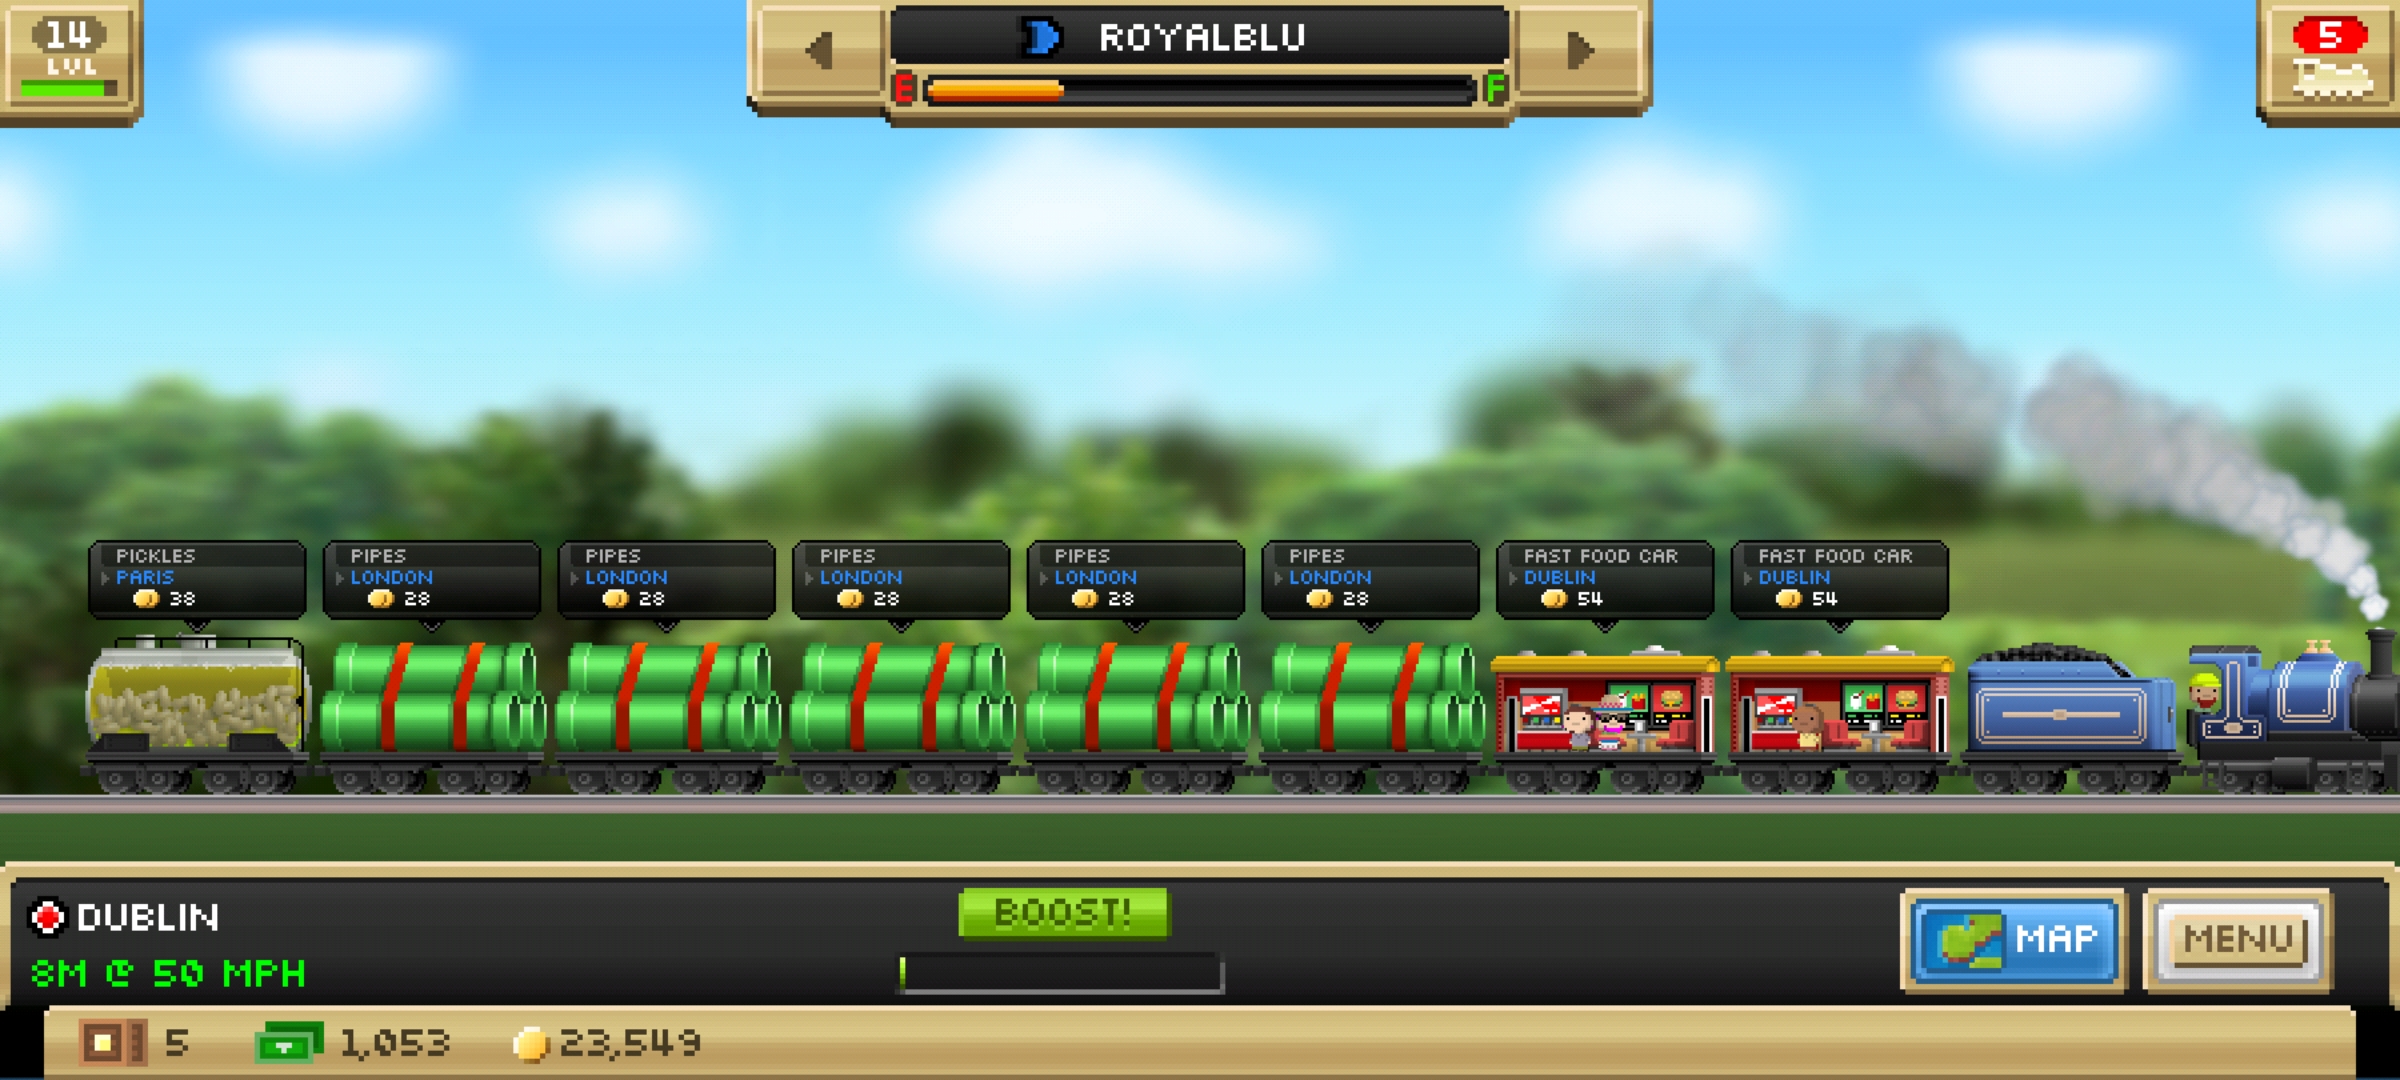 14
LVL
ROYALBLU
E
F
5
PICKLES
PARIS
38
PIPES
LONDON
28
PIPES
LONDON
28
PIPES
LONDON
28
PIPES
LONDON
28
PIPES
LONDON
28
FAST FOOD CAR
DUBLIN
54
FAST FOOD CAR
DUBLIN
54
DUBLIN
8M @ 50 MPH
BOOST!
MAP
MENU
5
1,053
23,549